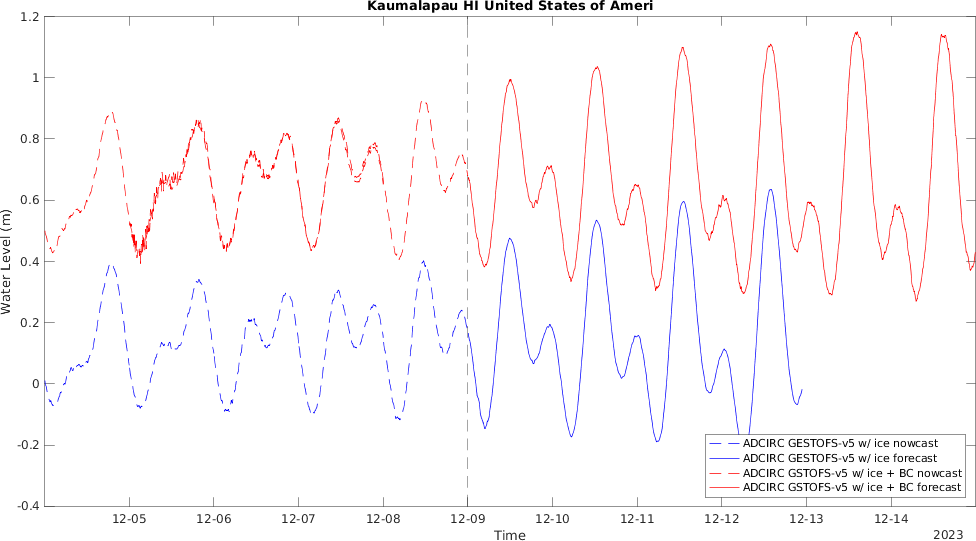 Kaumalapau HI United States of Ameri
1.2
1
0.8
0.6
0.4
0.2
0
-0.2
-0.4
Water Level (m)
ADCIRC GESTOFS-v5 w/ ice nowcast
ADCIRC GESTOFS-v5 w/ ice forecast
ADCIRC GSTOFS-v5 w/ ice + BC nowcast
ADCIRC GSTOFS-v5 w/ ice + BC forecast
12-05 12-06 12-07 12-08 12-09 12-10 12-11 12-12 12-13 12-14
Time
2023